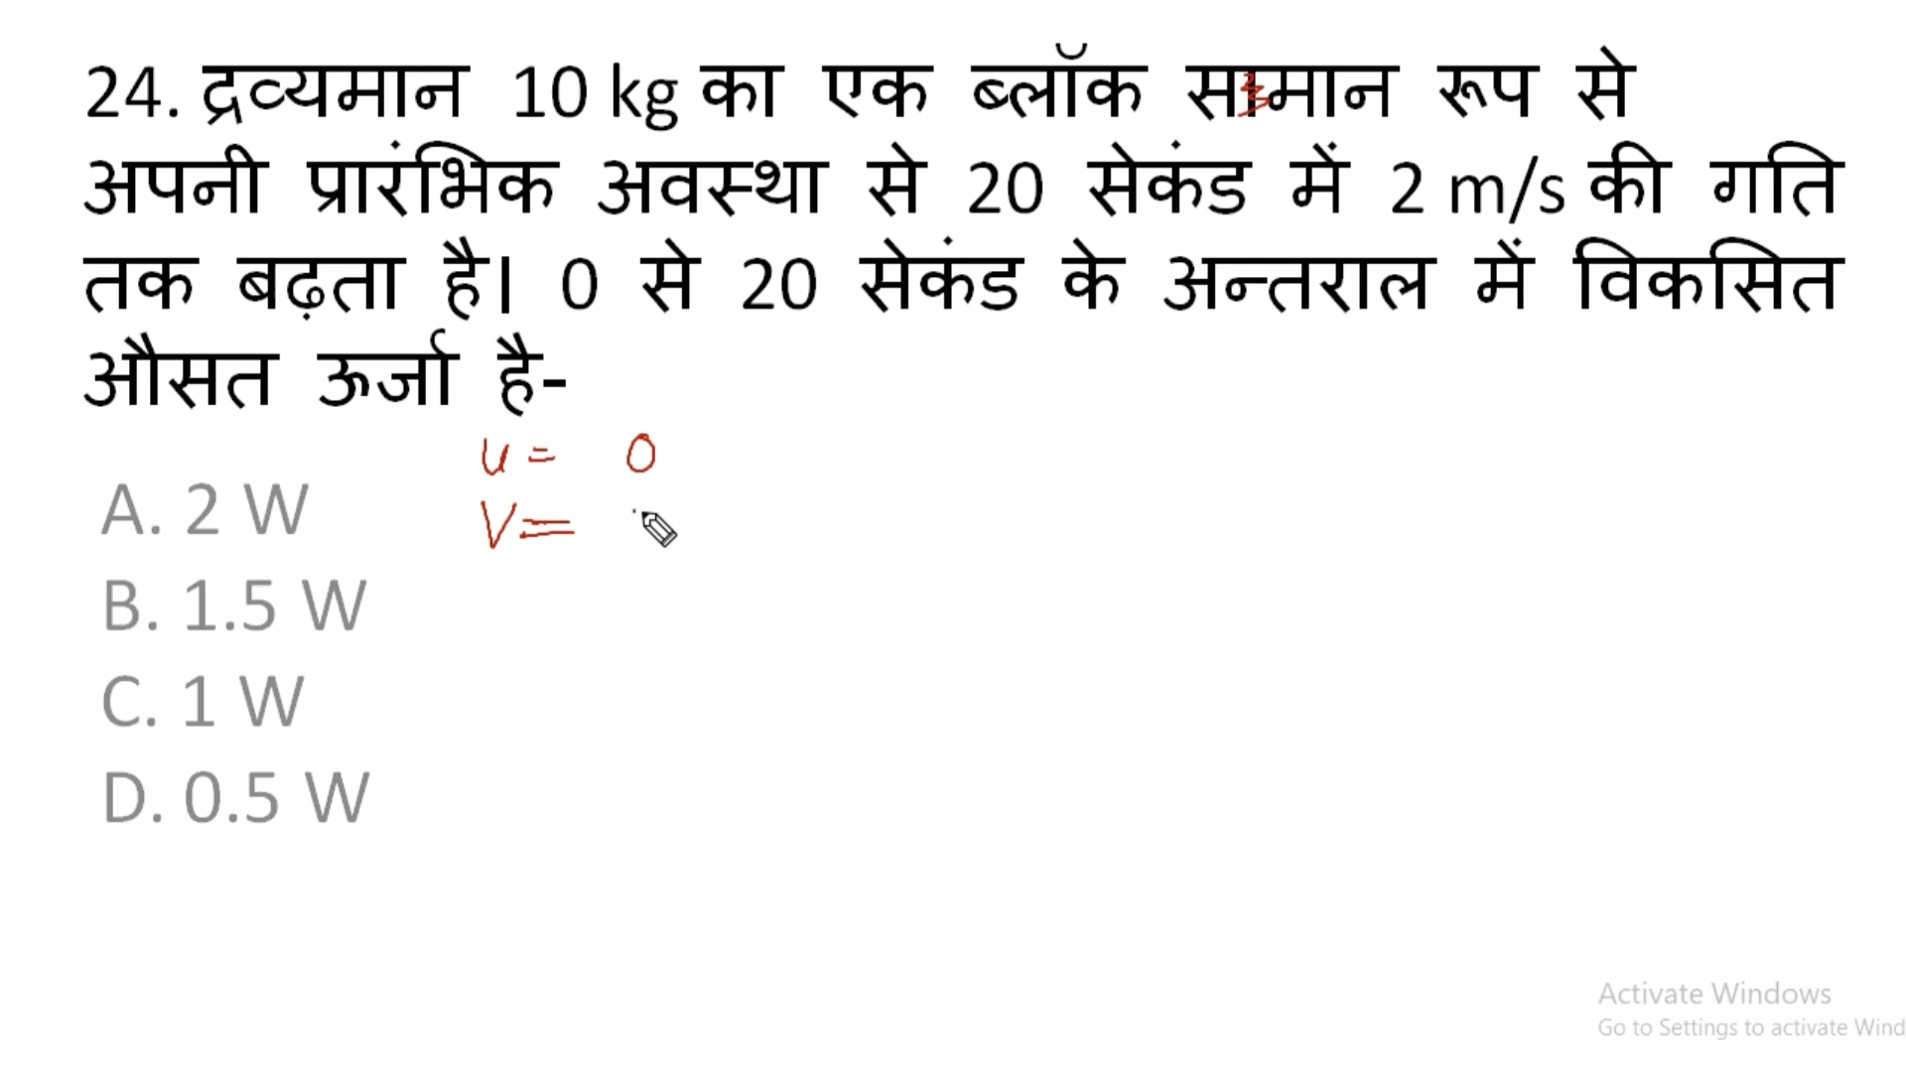 24. द्रव्यमान 10 kg का एक ब्लॉक सामान रूप से
अपनी प्रारंभिक अवस्था से 20 सेकंड में 2 m/s की गति
तक बढ़ता है। 0 से 20 सेकंड के अन्तराल में विकसित
औसत ऊर्जा है-
u = 0
V =
A. 2 W
B. 1.5 W
C. 1 W
D. 0.5 W
Activate Windows
Go to Settings to activate Wind